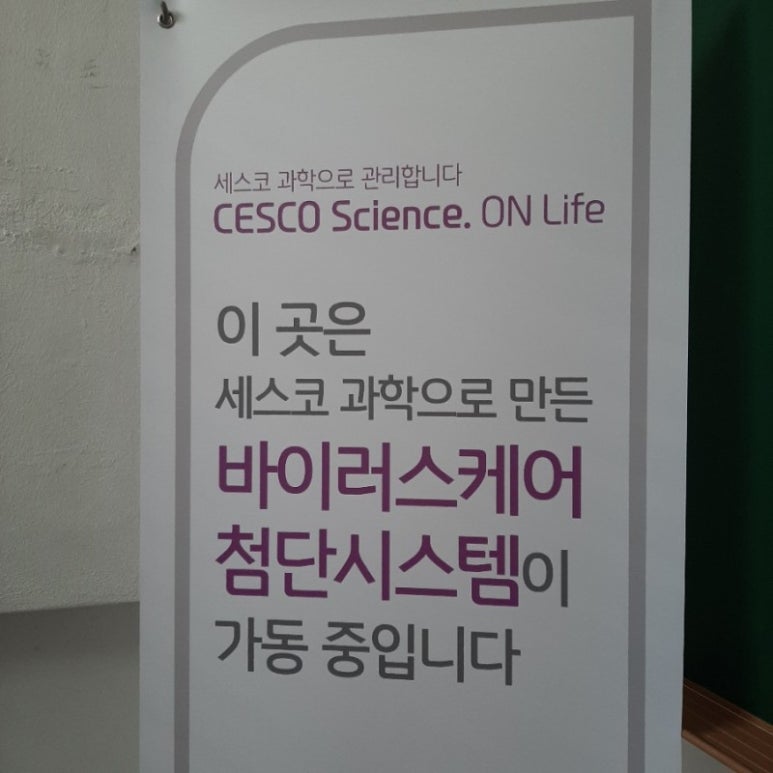 세스코 과학으로 관리합니다
CESCO Science. ON Life
이 곳은
세스코 과학으로 만든
바이러스케어
첨단시스템이
가동 중입니다